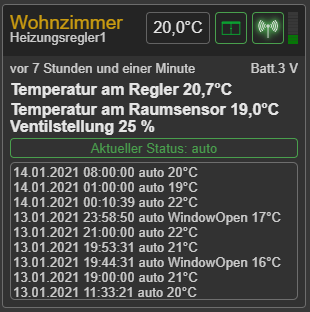 Wohnzimmer
Heizungsregler1
20,0°C
vor 7 Stunden und einer Minute Batt.3 V
Temperatur am Regler 20,7°C
Temperatur am Raumsensor 19,0°C
Ventilstellung 25 %
Aktueller Status: auto
14.01.2021 08:00:00 auto 20°C
14.01.2021 01:00:00 auto 19°C
14.01.2021 00:10:39 auto 22°C
13.01.2021 23:58:50 auto WindowOpen 17°C
13.01.2021 21:00:00 auto 22°C
13.01.2021 19:53:31 auto 21°C
13.01.2021 19:44:31 auto WindowOpen 16°C
13.01.2021 19:00:00 auto 21°C
13.01.2021 11:33:21 auto 20°C